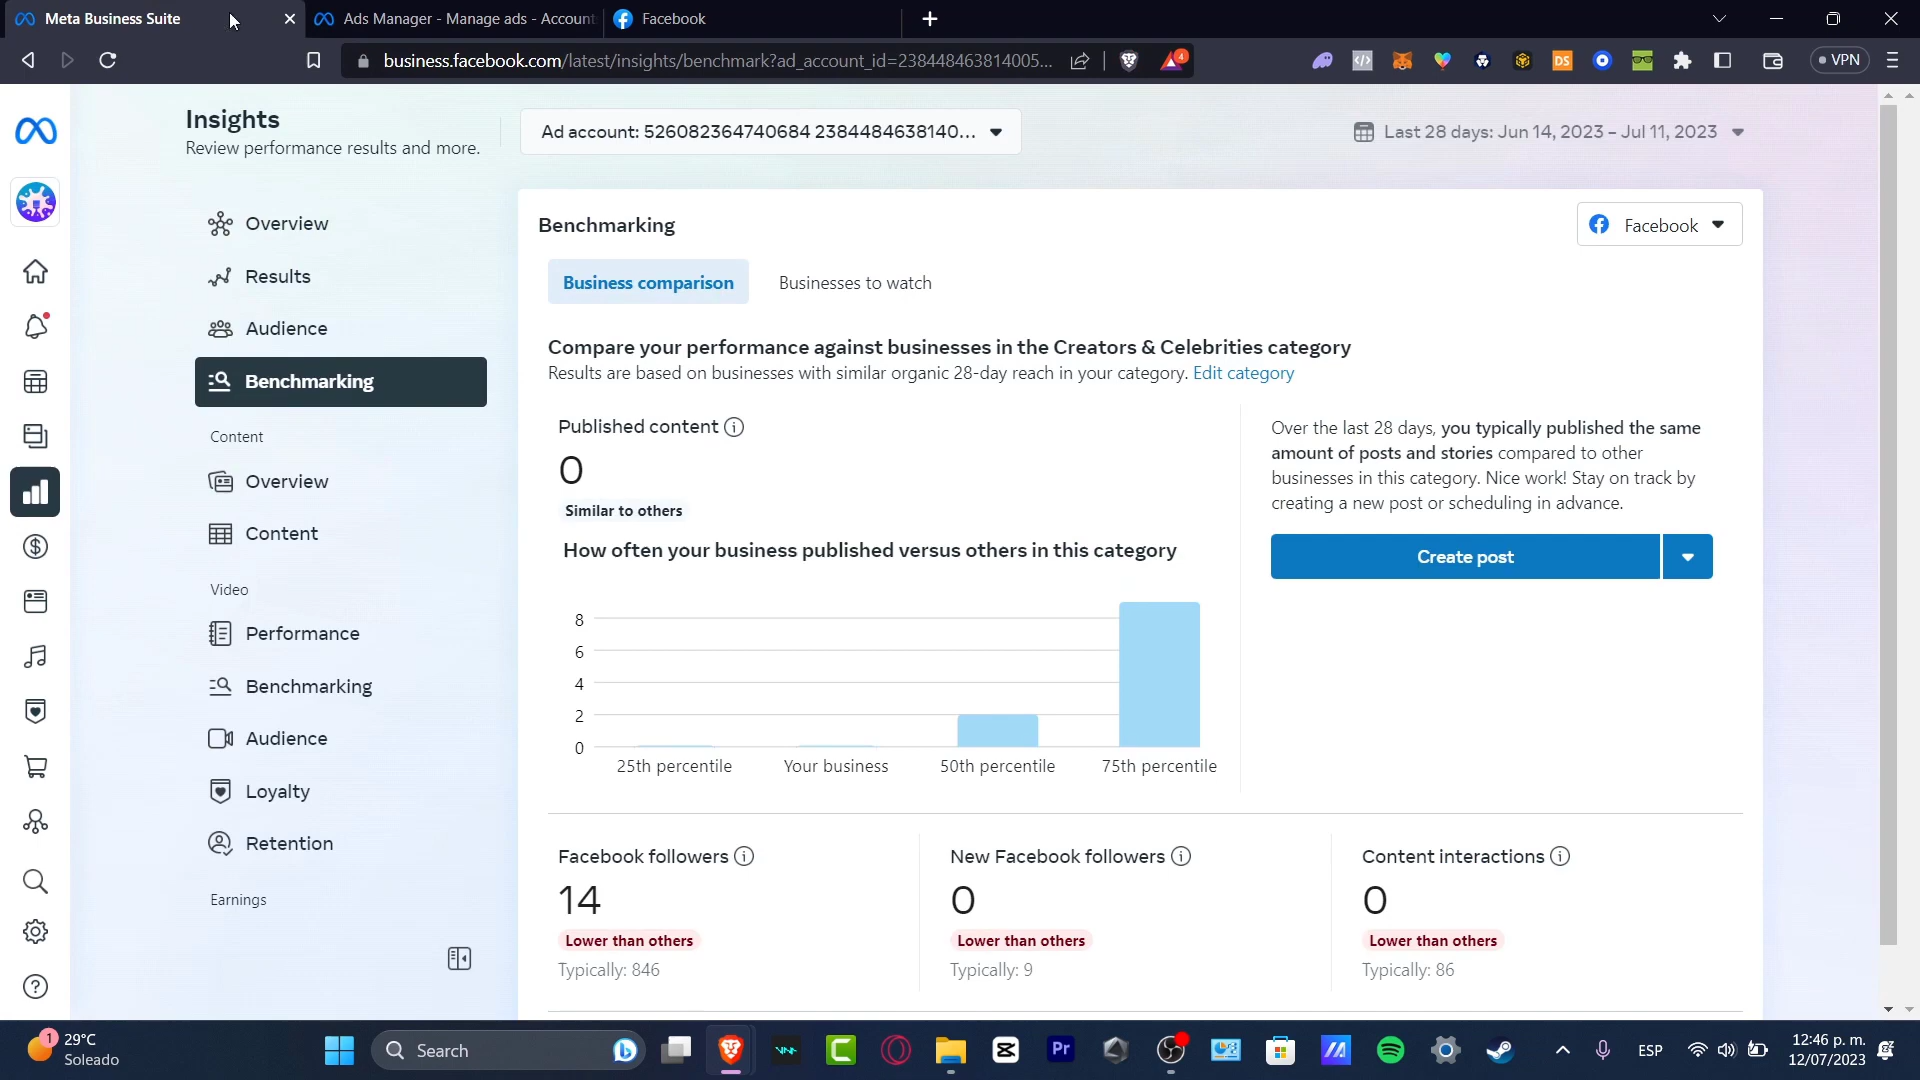 Meta Business Suite
Ads Manager - Manage ads - Account
Facebook
business.facebook.com/latest/insights/benchmark?ad_account_id=238448463814005...
4
DS
VPN
Insights
Review performance results and more.
Ad account: 526082364740684 23844846381 40...
Last 28 days: Jun 14, 2023 – Jul 11, 2023
Overview
Results
Audience
Benchmarking
Content
Overview
Content
Video
Performance
Benchmarking
Audience
Loyalty
Retention
Earnings
Benchmarking
Facebook
Business comparison
Businesses to watch
Compare your performance against businesses in the Creators & Celebrities category
Results are based on businesses with similar organic 28-day reach in your category. Edit category
Published content
0
Similar to others
How often your business published versus others in this category
8
6
4
2
0
25th percentile
Your business
50th percentile
75th percentile
Over the last 28 days, you typically published the same
amount of posts and stories compared to other
businesses in this category. Nice work! Stay on track by
creating a new post or scheduling in advance.
Create post
Facebook followers
14
Lower than others
Typically: 846
New Facebook followers
0
Lower than others
Typically: 9
Content interactions
0
Lower than others
Typically: 86
1
29°C
Soleado
Search
Pr
ESP
12:46 p. m.
12/07/2023